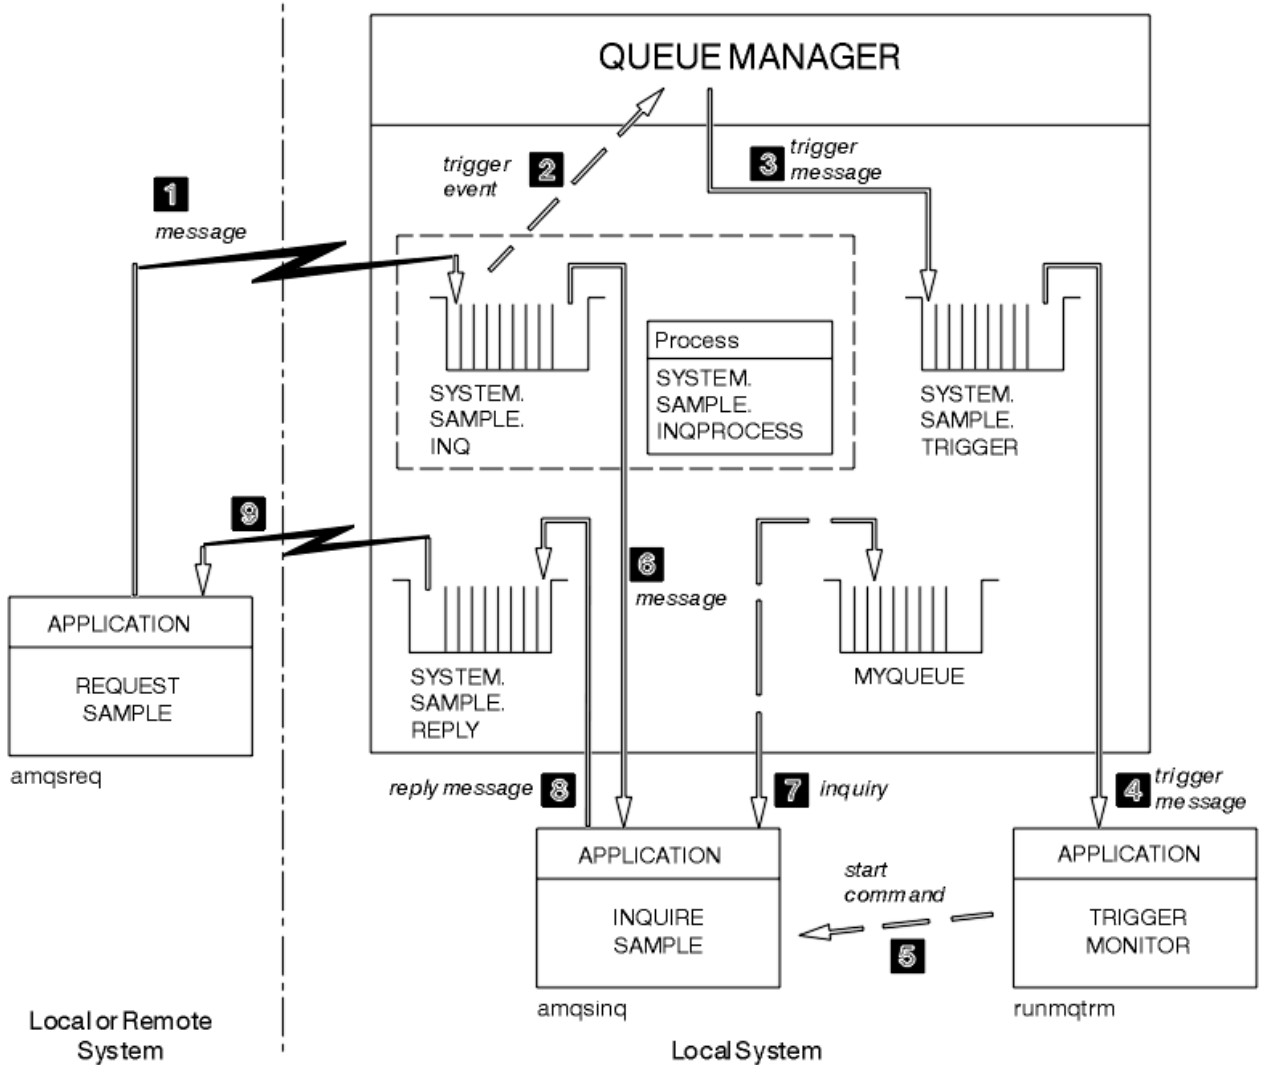 QUEUE MANAGER
trigger
event
2
3
trigger
message
1
message
Process
SYSTEM.
SAMPLE.
INQPROCESS
SYSTEM.
SAMPLE.
INQ
SYSTEM.
SAMPLE.
TRIGGER
9
6
message
APPLICATION
REQUEST
SAMPLE
amqsreq
SYSTEM.
SAMPLE.
REPLY
MYQUEUE
reply message
8
7
inquiry
4
trigger
message
APPLICATION
INQUIRE
SAMPLE
amqsinq
start
command
5
APPLICATION
TRIGGER
MONITOR
runmqtrm
Local or Remote
System
Local System